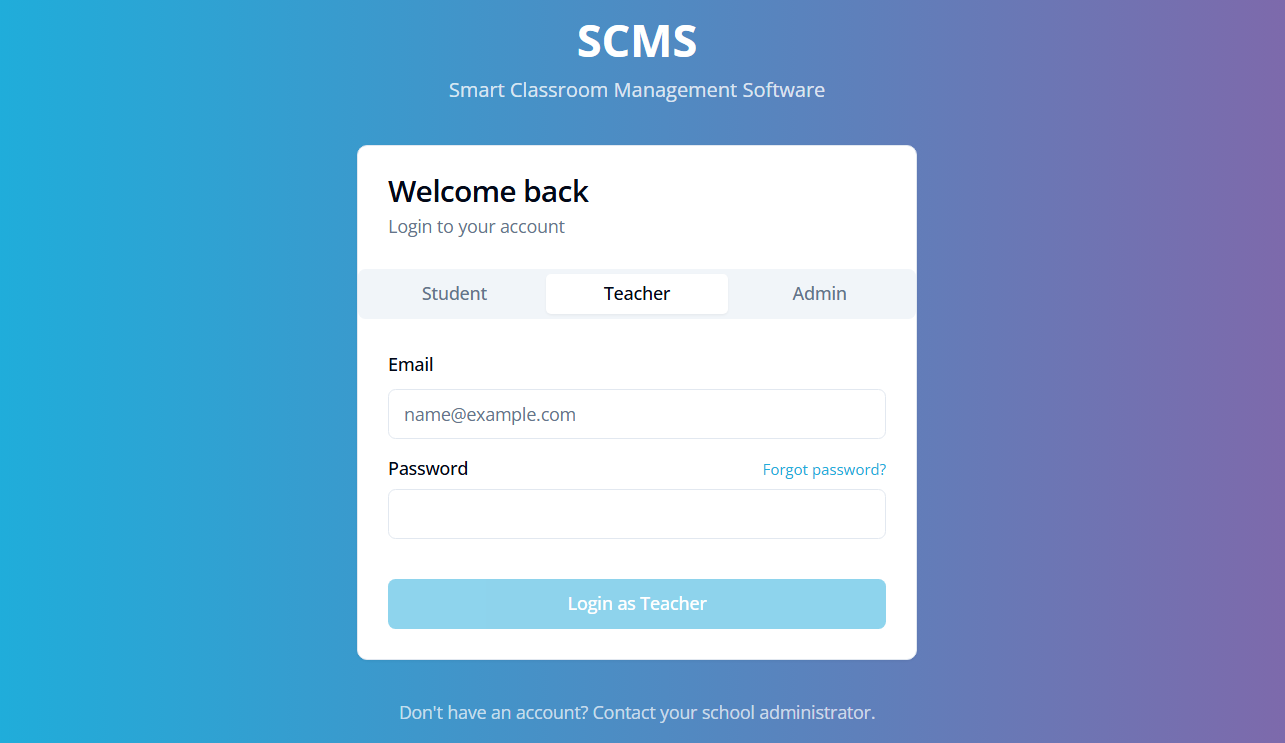 SCMS
Smart Classroom Management Software
Welcome back
Login to your account
Student Teacher Admin
Email
name@example.com
Password Forgot password?
Login as Teacher
Don't have an account? Contact your school administrator.